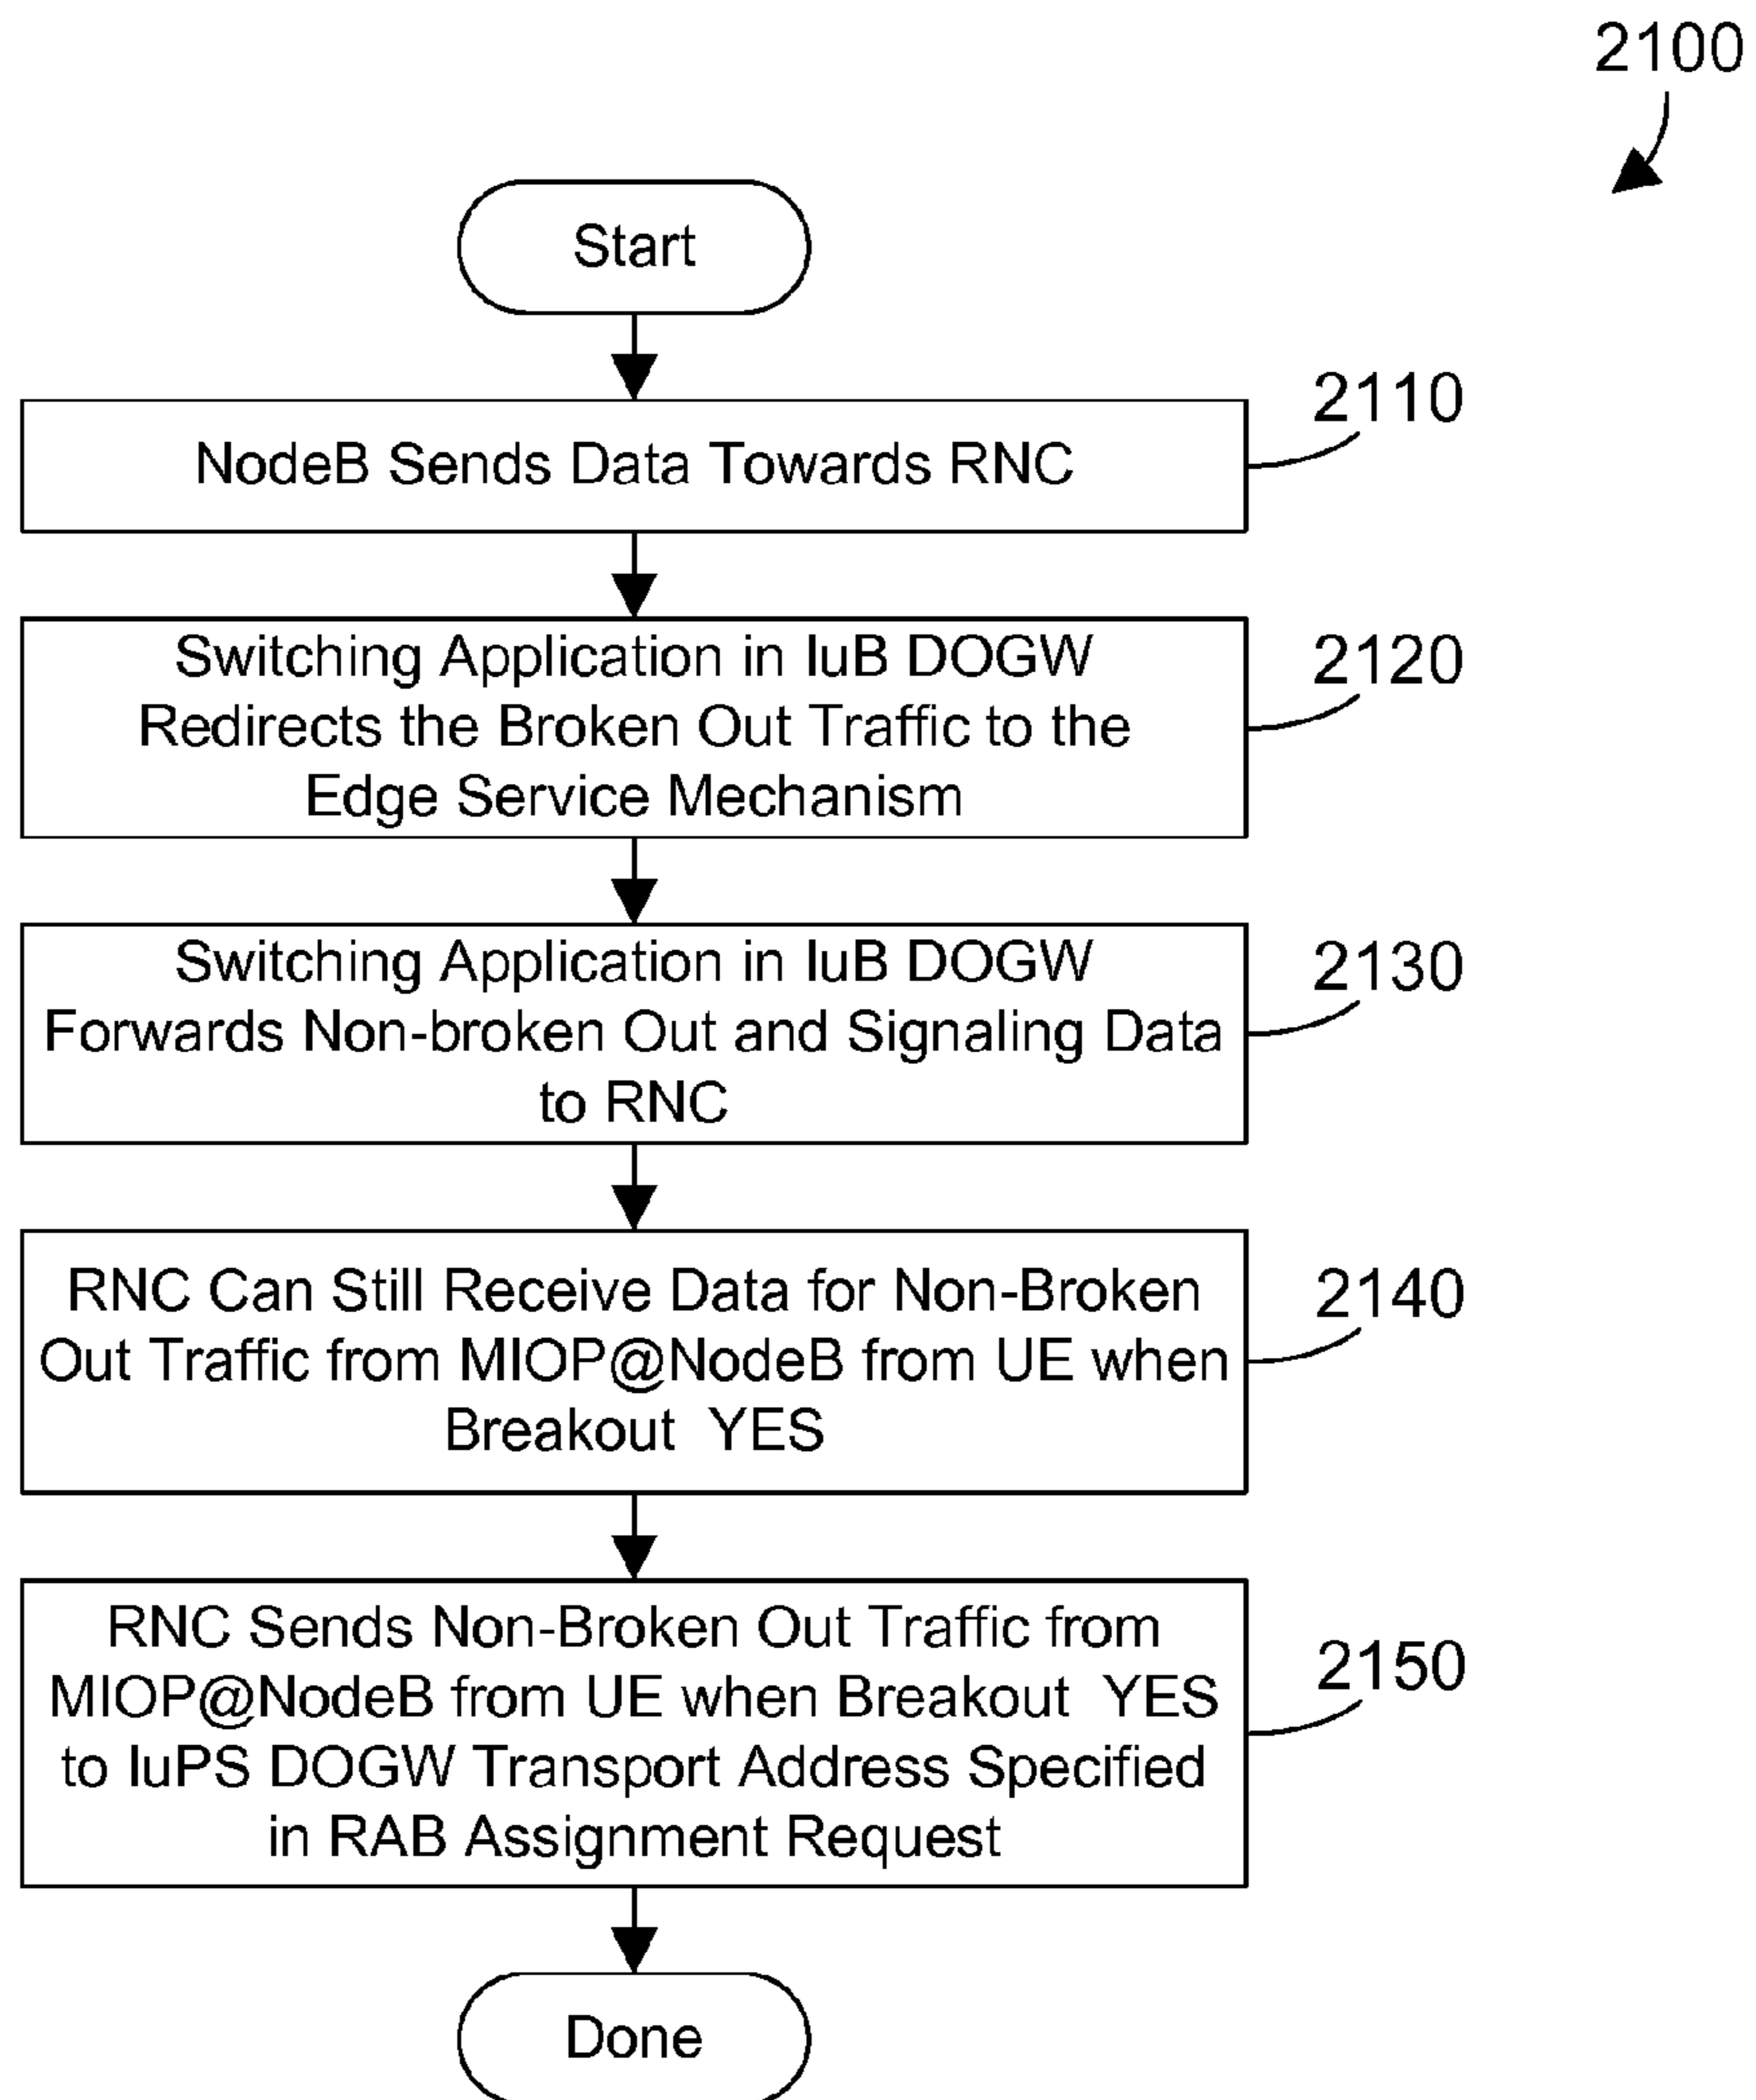 2100
Start
2110
NodeB Sends Data Towards RNC
2120
Switching Application in IuB DOGW
Redirects the Broken Out Traffic to the
Edge Service Mechanism
2130
Switching Application in IuB DOGW
Forwards Non-broken Out and Signaling Data
to RNC
2140
RNC Can Still Receive Data for Non-Broken
Out Traffic from MIOP@NodeB from UE when
Breakout YES
2150
RNC Sends Non-Broken Out Traffic from
MIOP@NodeB from UE when Breakout YES
to IuPS DOGW Transport Address Specified
in RAB Assignment Request
Done